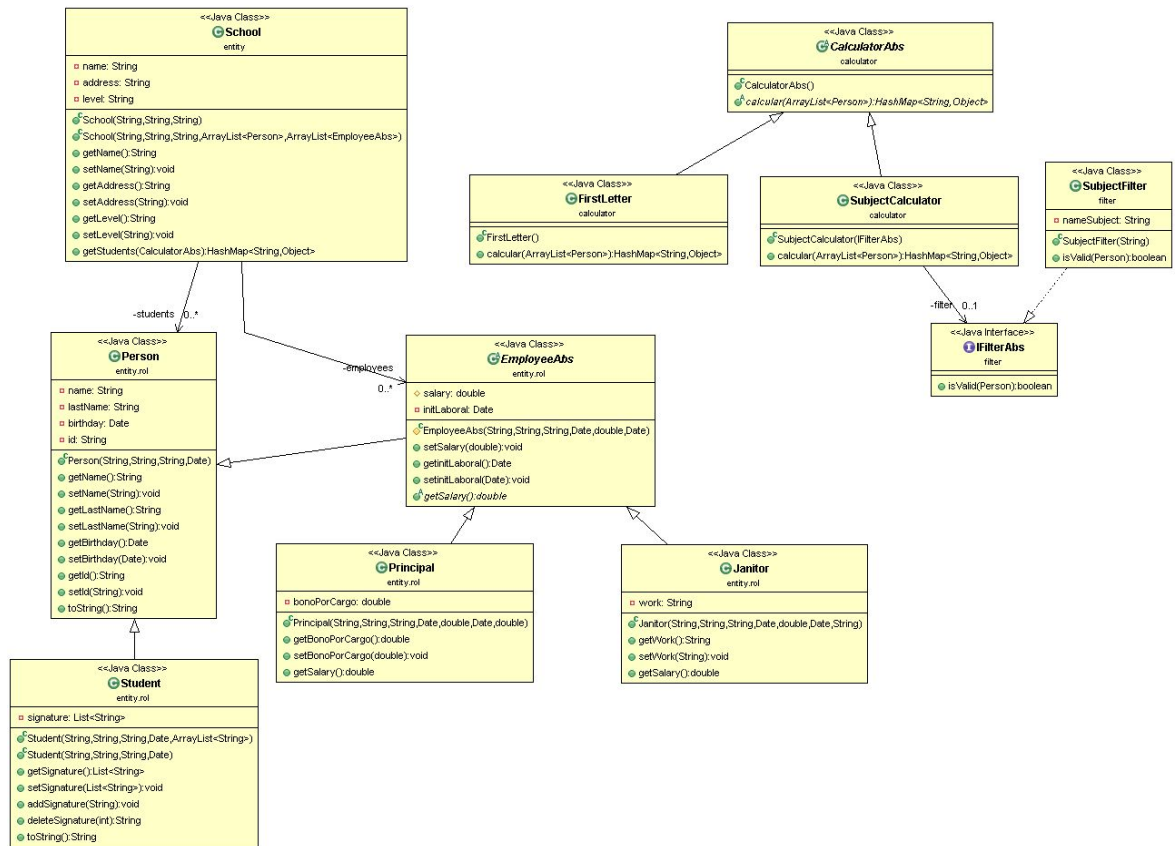 <<Java Class>>
School
entity
name: String
address: String
level: String
School(String,String,String)
School(String,String,String,ArrayList<Person>,ArrayList<EmployeeAbs>)
getName():String
setName(String):void
getAddress():String
setAddress(String):void
getLevel():String
setLevel(String):void
getStudents(CalculatorAbs):HashMap<String,Object>
<<Java Class>>
CalculatorAbs
calculator
CalculatorAbs()
calcular(ArrayList<Person>):HashMap<String,Object>
<<Java Class>>
FirstLetter
calculator
FirstLetter()
calcular(ArrayList<Person>):HashMap<String,Object>
<<Java Class>>
SubjectCalculator
calculator
SubjectCalculator(IFilterAbs)
calcular(ArrayList<Person>):HashMap<String,Object>
<<Java Class>>
SubjectFilter
filter
nameSubject: String
SubjectFilter(String)
isValid(Person):boolean
-filter 0..1
<<Java Interface>>
IFilterAbs
filter
isValid(Person):boolean
-students 0..*
-employees
0..*
<<Java Class>>
Person
entity.rol
name: String
lastName: String
birthday: Date
id: String
Person(String,String,String,Date)
getName():String
setName(String):void
getLastName():String
setLastName(String):void
getBirthday():Date
setBirthday(Date):void
getId():String
setId(String):void
toString():String
<<Java Class>>
EmployeeAbs
entity.rol
salary: double
initLaboral: Date
EmployeeAbs(String,String,String,Date,double,Date)
setSalary(double):void
getinitLaboral():Date
setinitLaboral(Date):void
getSalary():double
<<Java Class>>
Principal
entity.rol
bonoPorCargo: double
Principal(String,String,String,Date,double,Date,double)
getBonoPorCargo():double
setBonoPorCargo(double):void
getSalary():double
<<Java Class>>
Janitor
entity.rol
work: String
Janitor(String,String,String,Date,double,Date,String)
getWork():String
setWork(String):void
getSalary():double
<<Java Class>>
Student
entity.rol
signature: List<String>
Student(String,String,String,Date,ArrayList<String>)
Student(String,String,String,Date)
getSignature():List<String>
setSignature(List<String>):void
addSignature(String):void
deleteSignature(int):String
toString():String